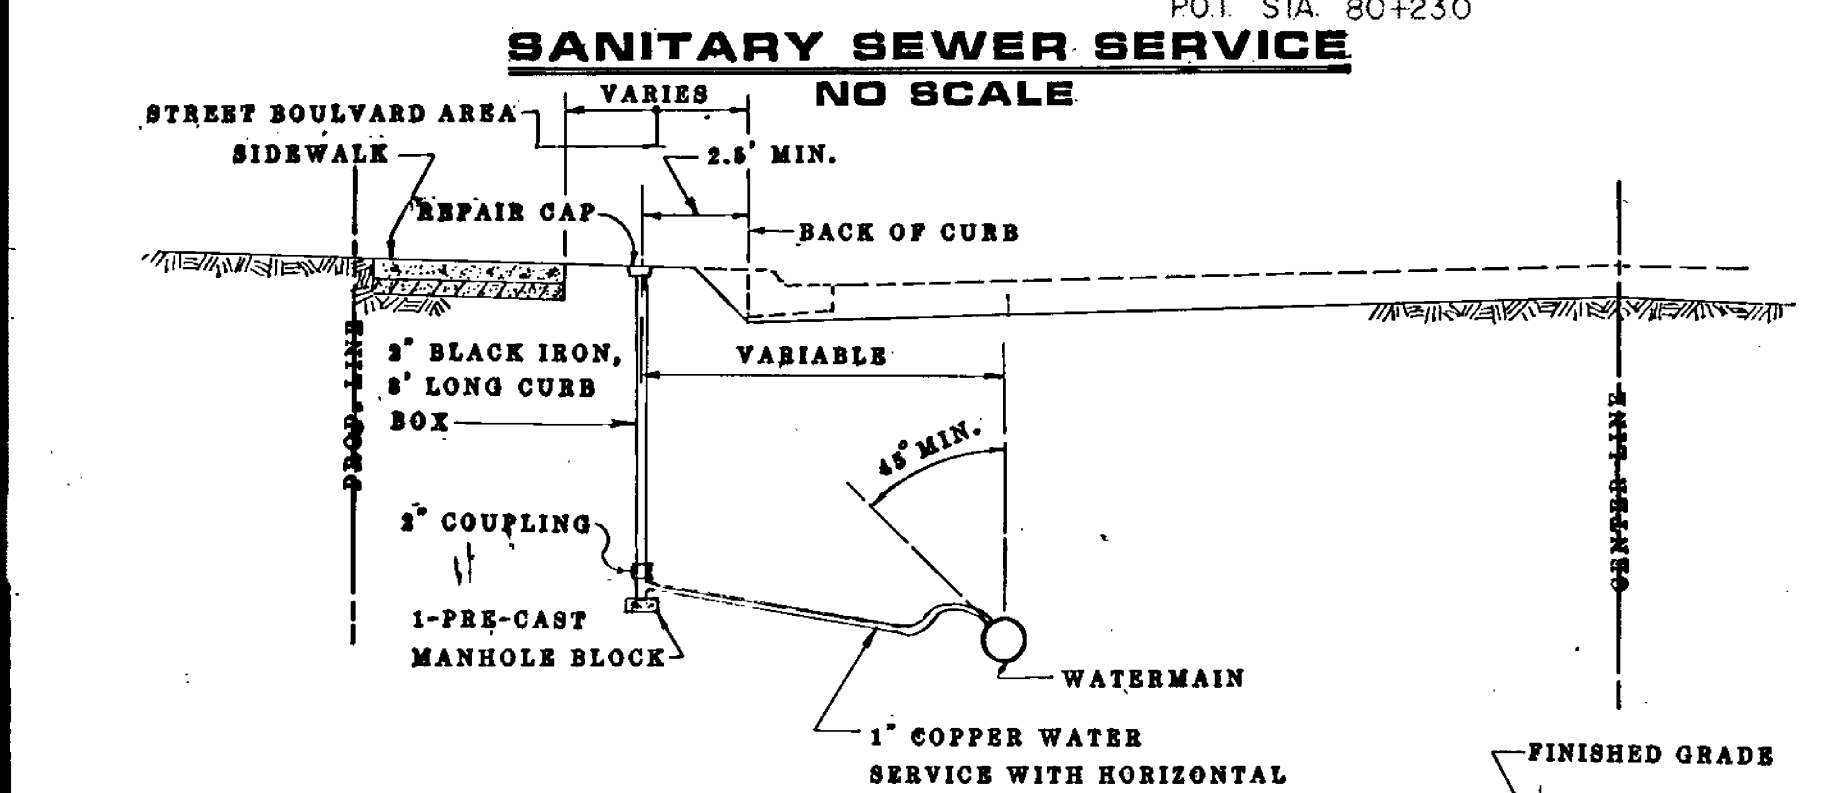 P.O.T. STA. 80+230
SANITARY SEWER SERVICE
NO SCALE
VARIES
STREET BOULVARD AREA
SIDEWALK
2.5' MIN.
REPAIR CAP
BACK OF CURB
2" BLACK IRON,
8' LONG CURB
BOX
VARIABLE
PROP. LINE
45° MIN.
CENTER LINE
2" COUPLING
1-PRE-CAST
MANHOLE BLOCK
WATERMAIN
1" COPPER WATER
SERVICE WITH HORIZONTAL
FINISHED GRADE